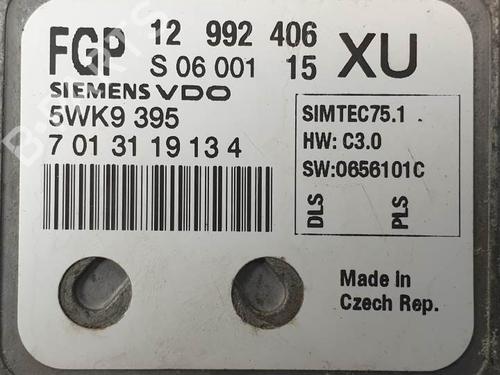 FGP 12 992 406 XU
S 06 001 15
SIEMENS VDO
5WK9 395
7 01 31 19 13 4
SIMTEC75.1
HW: C3.0
SW:0656101C
DLS
PLS
Made in
Czech Rep.
B-PARTS